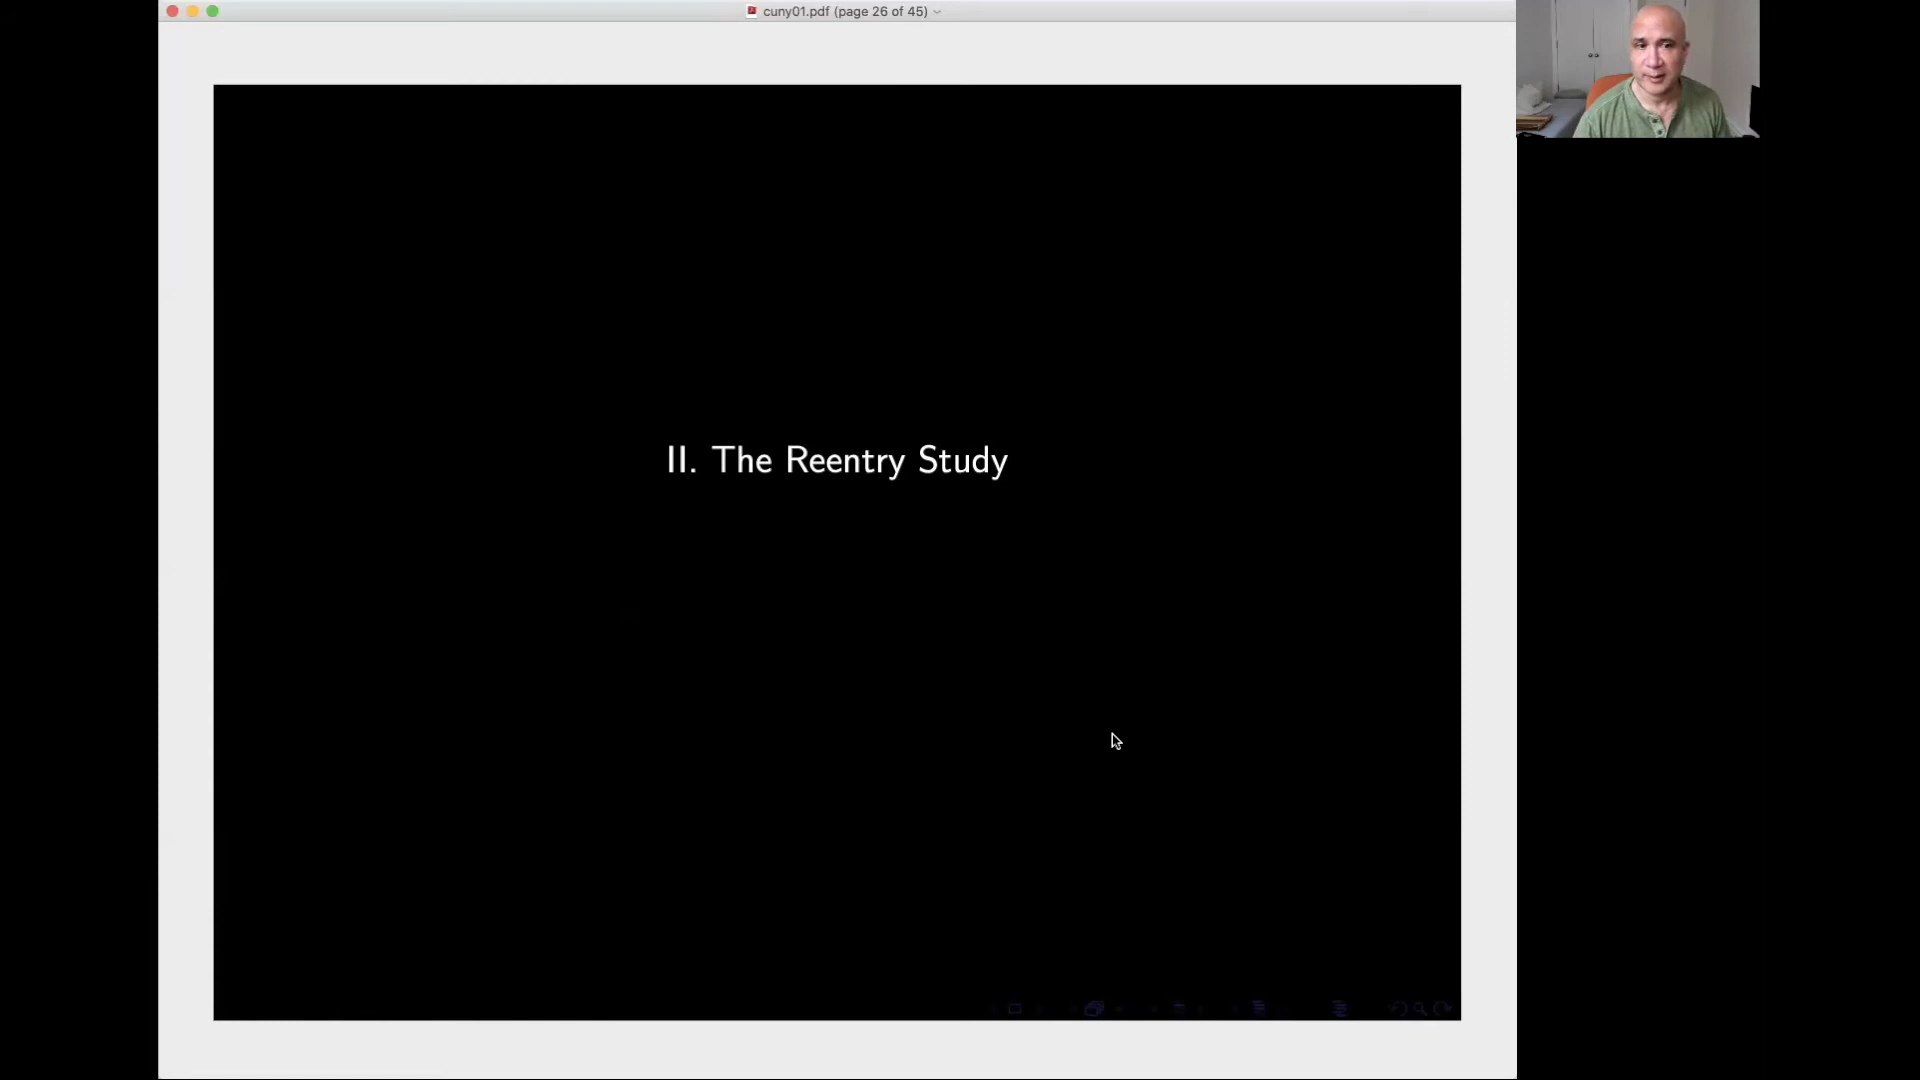 cuny01.pdf (page 26 of 45)
II. The Reentry Study